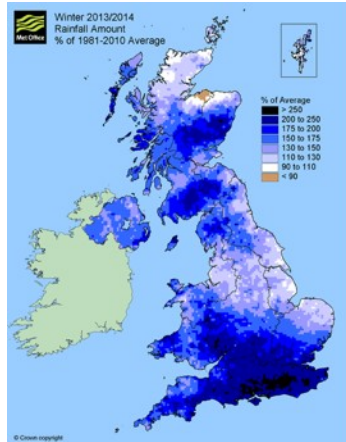 Met Office
Winter 2013/2014
Rainfall Amount
% of 1981-2010 Average
% of Average
> 250
200 to 250
175 to 200
150 to 175
130 to 150
110 to 130
90 to 110
< 90
© Crown copyright